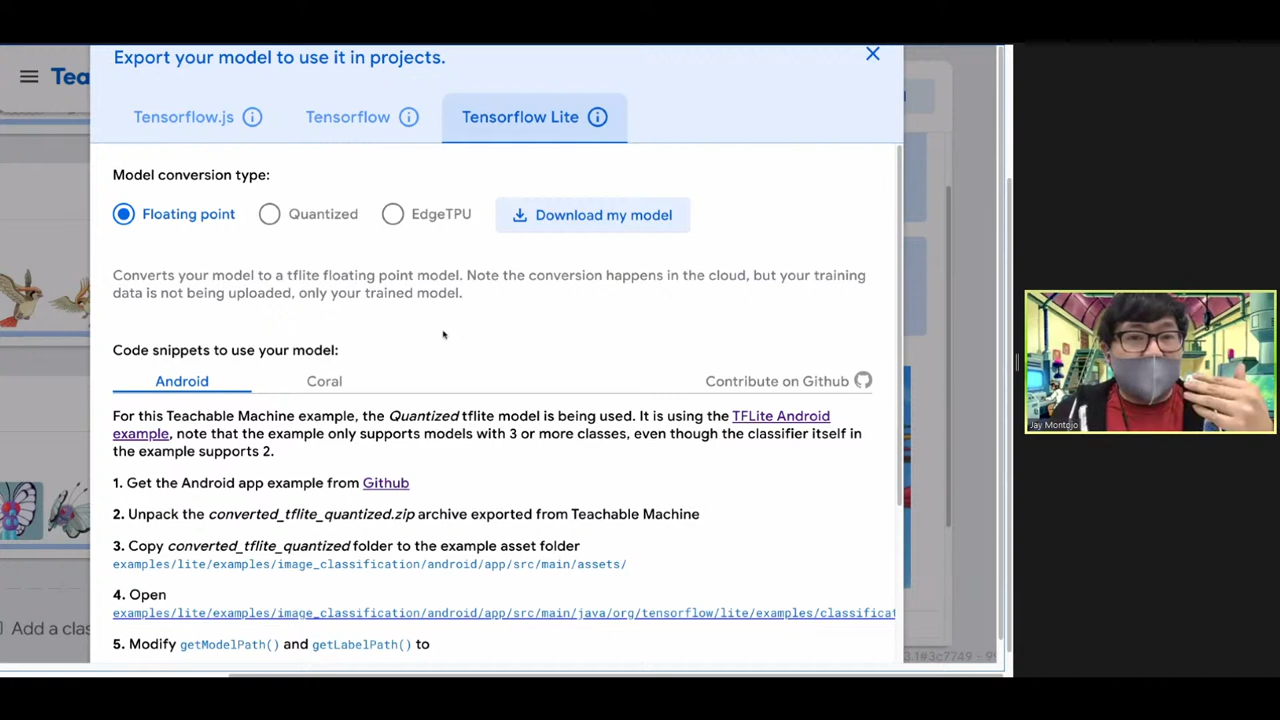 Export your model to use it in projects.
Tea
Tensorflow.js
Tensorflow
Tensorflow Lite
Model conversion type:
Floating point
Quantized
EdgeTPU
Download my model
Converts your model to a tflite floating point model. Note the conversion happens in the cloud, but your training
data is not being uploaded, only your trained model.
Code snippets to use your model:
Android
Coral
Contribute on Github
For this Teachable Machine example, the Quantized tflite model is being used. It is using the TFLite Android
example, note that the example only supports models with 3 or more classes, even though the classifier itself in
the example supports 2.
1. Get the Android app example from Github
2. Unpack the converted_tflite_quantized.zip archive exported from Teachable Machine
3. Copy converted_tflite_quantized folder to the example asset folder
examples/lite/examples/image_classification/android/app/src/main/assets/
4. Open
examples/lite/examples/image_classification/android/app/src/main/java/org/tensorflow/lite/examples/classificat
Add a clas
5. Modify getModelPath() and getLabelPath() to
Jay Montojo